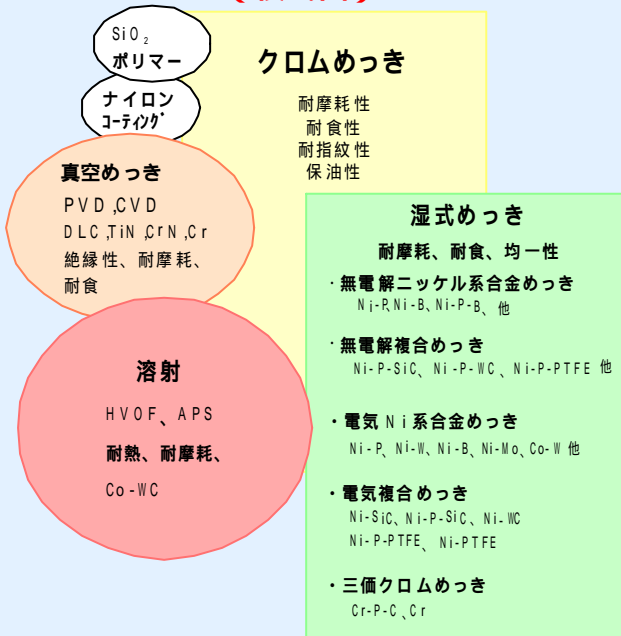 SiO₂
ポリマー
ナイロン
コーティング
クロムめっき
耐摩耗性
耐食性
耐指紋性
保油性
真空めっき
PVD,CVD
DLC,TiN,CrN,Cr
絶縁性、耐摩耗、
耐食
溶射
HVOF、APS
耐熱、耐摩耗、
Co-WC
湿式めっき
耐摩耗、耐食、均一性
・無電解ニッケル系合金めっき
Ni-P,Ni-B、Ni-P-B、他
・無電解複合めっき
Ni-P-SiC、Ni-P-WC、Ni-P-PTFE 他
・電気Ni系合金めっき
Ni-P、Ni-W、Ni-B、Ni-Mo、Co-W 他
・電気複合めっき
Ni-SiC、Ni-P-SiC、Ni-WC
Ni-P-PTFE、Ni-PTFE
・三価クロムめっき
Cr-P-C、Cr